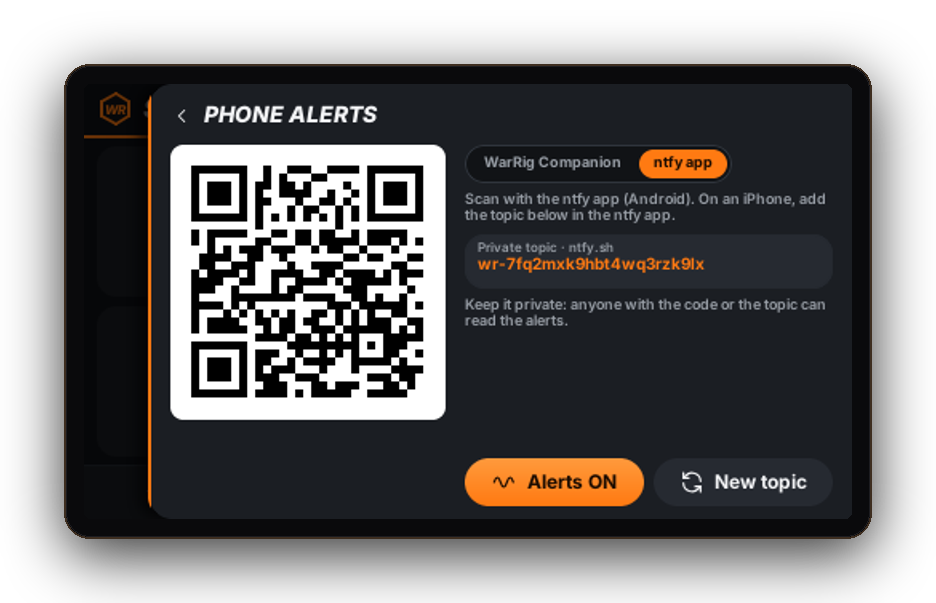 WR
PHONE ALERTS
WarRig Companion
ntfy app
Scan with the ntfy app (Android). On an iPhone, add
the topic below in the ntfy app.
Private topic · ntfy.sh
wr-7fq2mxk9hbt4wq3rzk9lx
Keep it private: anyone with the code or the topic can
read the alerts.
Alerts ON
New topic